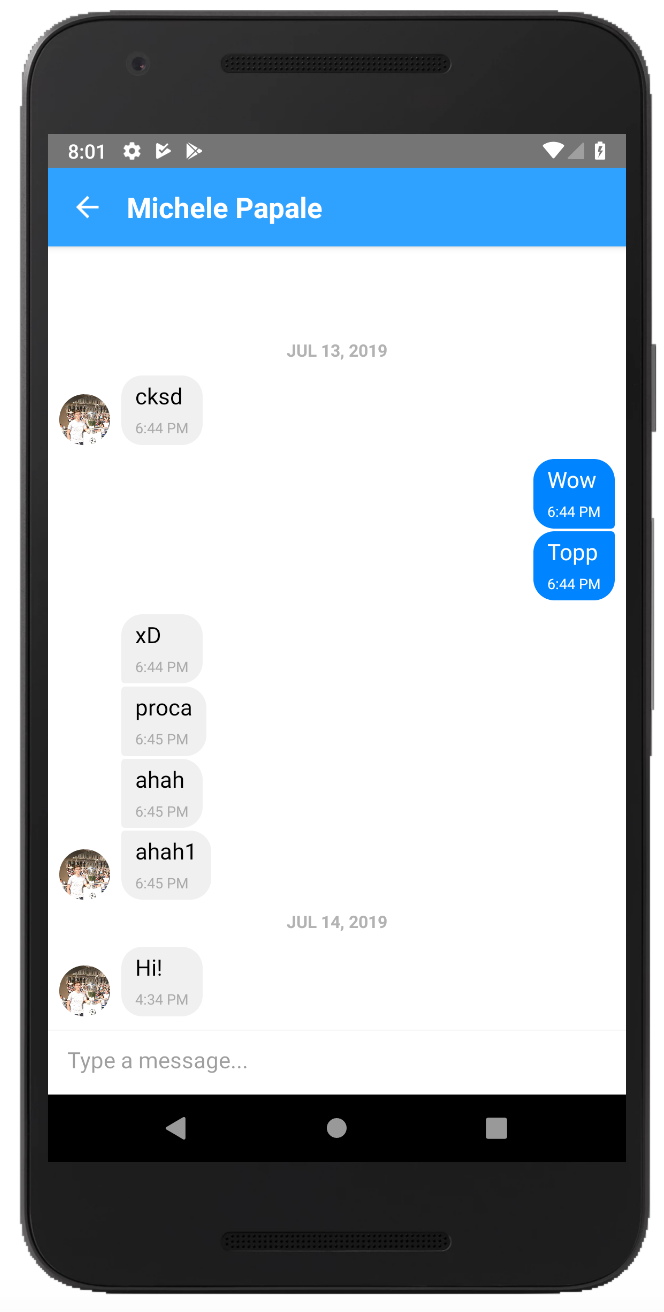 8:01
Michele Papale
JUL 13, 2019
cksd
6:44 PM
Wow
6:44 PM
Topp
6:44 PM
xD
6:44 PM
proca
6:45 PM
ahah
6:45 PM
ahah1
6:45 PM
JUL 14, 2019
Hi!
4:34 PM
Type a message...